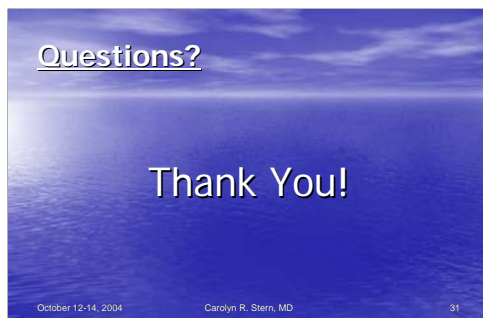 Questions?
Thank You!
October 12-14, 2004 Carolyn R. Stern, MD 31